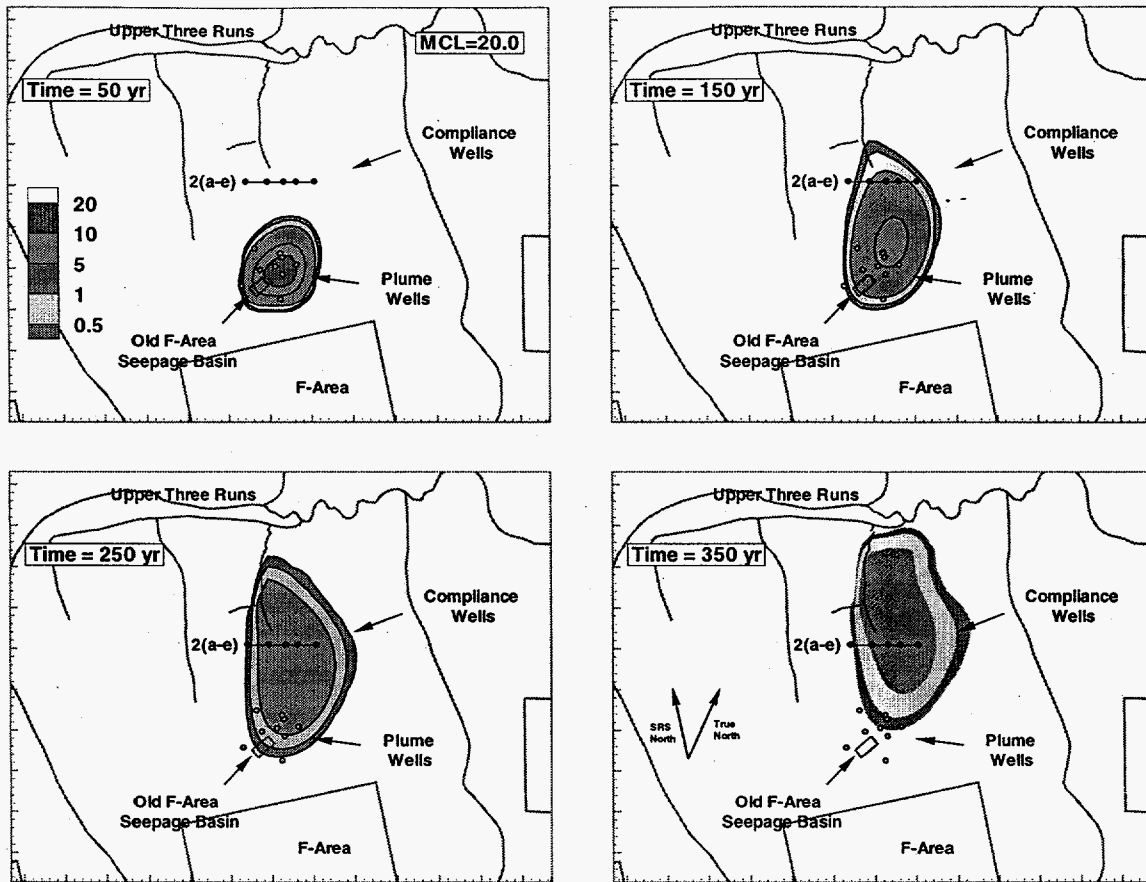 Upper Three Runs
MCL=20.0
Time = 50 yr
Compliance
Wells
2(a-e)
20
10
5
1
0.5
Plume
Wells
Old F-Area
Seepage Basin
F-Area
Upper Three Runs
Time = 150 yr
Compliance
Wells
2(a-e)
Plume
Wells
Old F-Area
Seepage Basin
F-Area
Upper Three Runs
Time = 250 yr
Compliance
Wells
2(a-e)
Plume
Wells
Old F-Area
Seepage Basin
F-Area
Upper Three Runs
Time = 350 yr
Compliance
Wells
2(a-e)
SRS
North
True
North
Plume
Wells
Old F-Area
Seepage Basin
F-Area